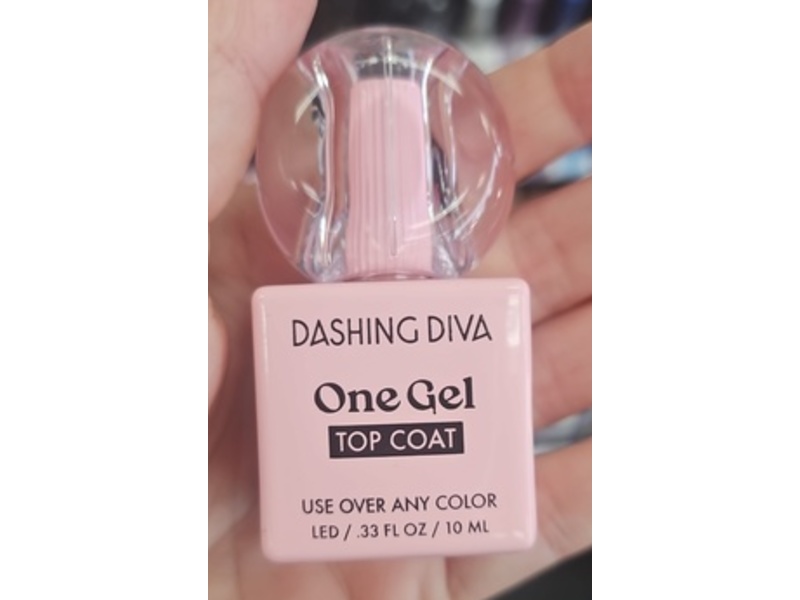 DASHING DIVA
One Gel
TOP COAT
USE OVER ANY COLOR
LED / .33 FL OZ / 10 ML